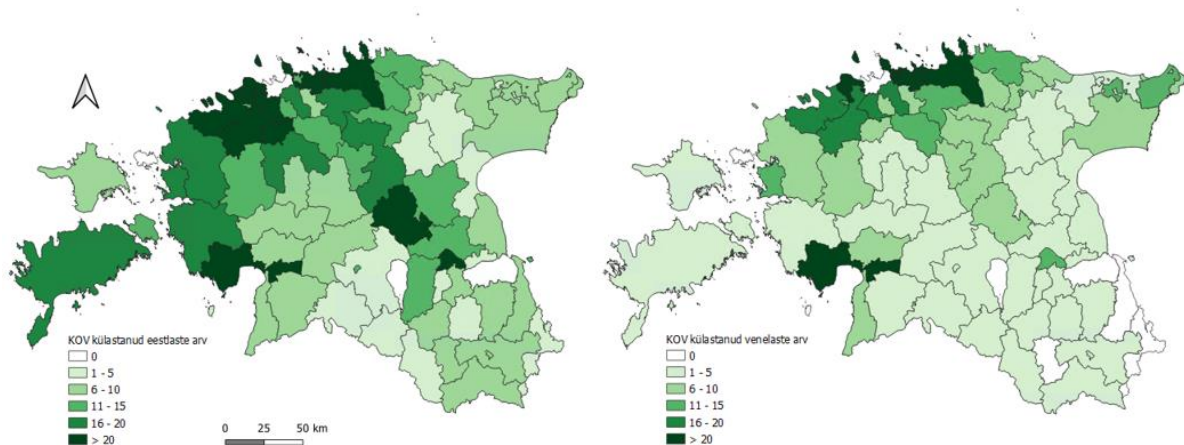 KOV külastanud eestlaste arv
0
1 - 5
6 - 10
11 - 15
16 - 20
> 20
0 25 50 km
KOV külastanud venelaste arv
0
1 - 5
6 - 10
11 - 15
16 - 20
> 20